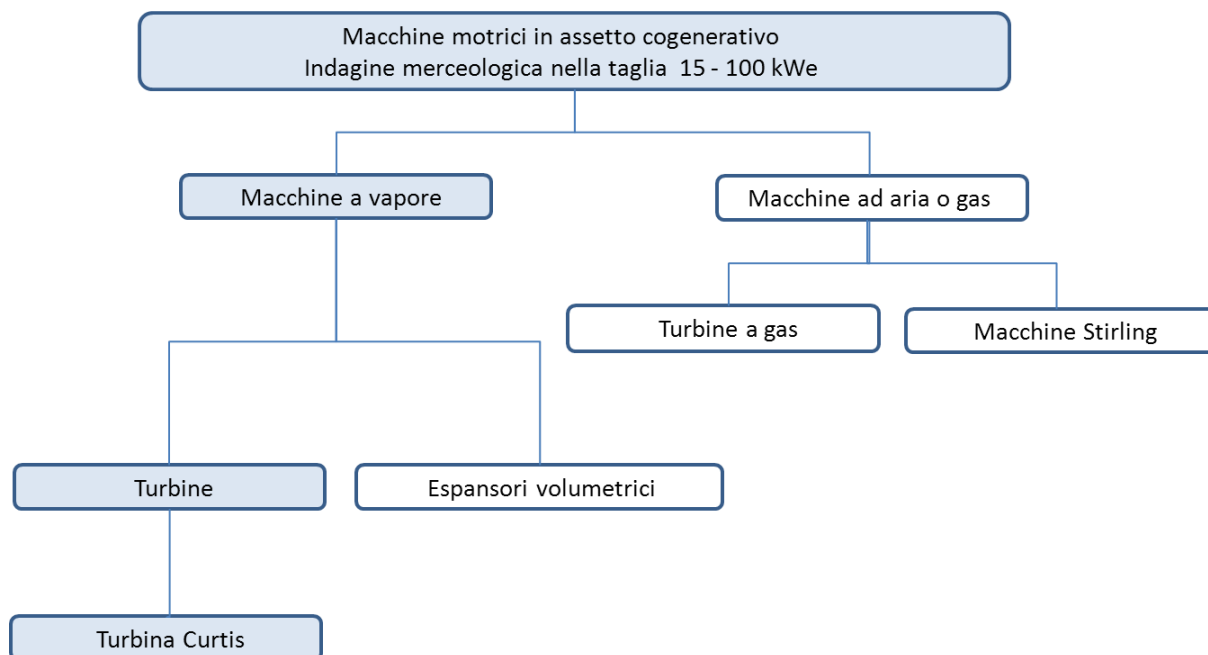 Macchine motrici in assetto cogenerativo
Indagine merceologica nella taglia 15 - 100 kWe
Macchine a vapore
Macchine ad aria o gas
Turbine a gas
Macchine Stirling
Turbine
Espansori volumetrici
Turbina Curtis